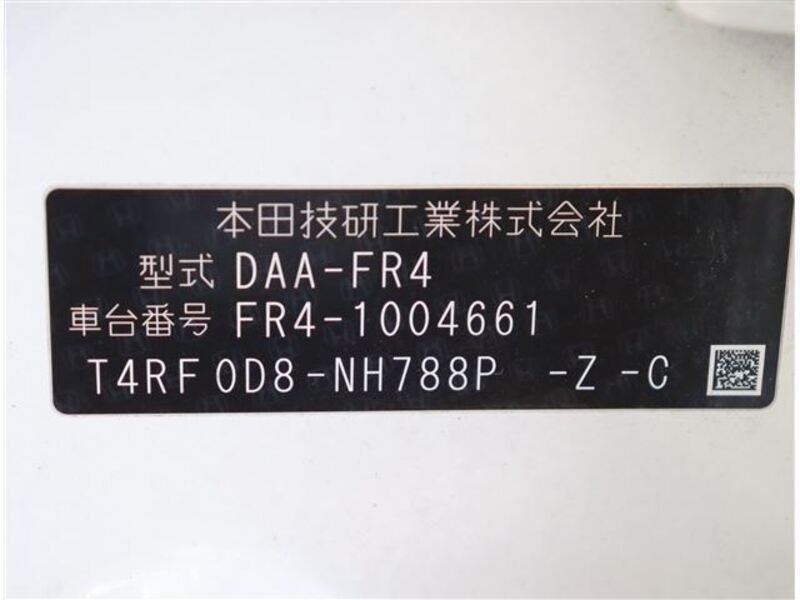 本田技研工業株式会社
型式 DAA-FR4
車台番号 FR4-1004661
T4RF0D8-NH788P -Z -C